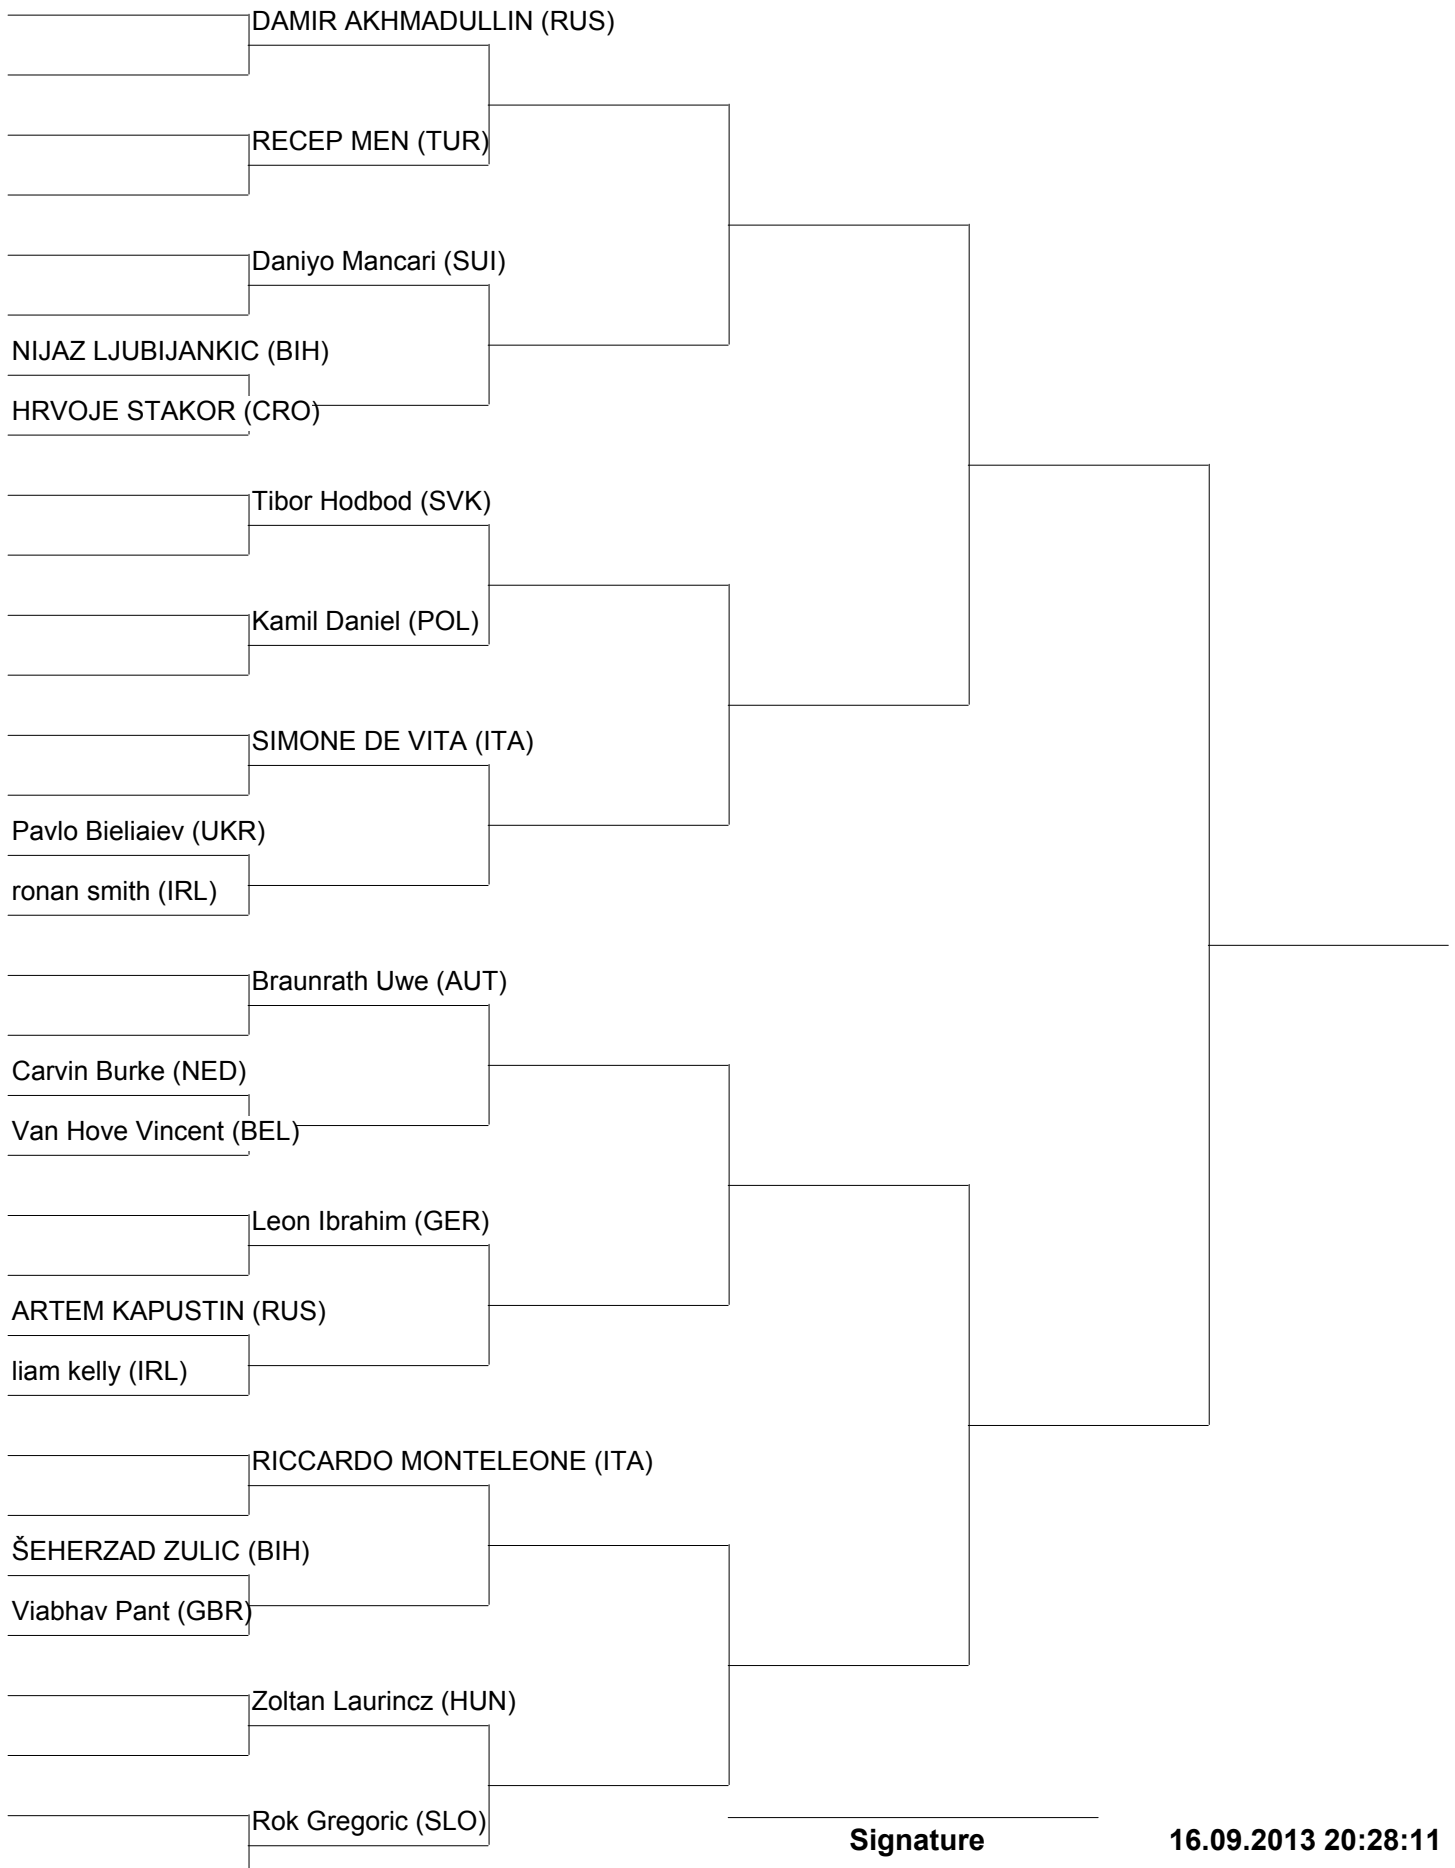 DAMIR AKHMADULLIN (RUS)
RECEP MEN (TUR)
Daniyo Mancari (SUI)
NIJAZ LJUBIJANKIC (BIH)
HRVOJE STAKOR (CRO)
Tibor Hodbod (SVK)
Kamil Daniel (POL)
SIMONE DE VITA (ITA)
Pavlo Bieliaiev (UKR)
ronan smith (IRL)
Braunrath Uwe (AUT)
Carvin Burke (NED)
Van Hove Vincent (BEL)
Leon Ibrahim (GER)
ARTEM KAPUSTIN (RUS)
liam kelly (IRL)
RICCARDO MONTELEONE (ITA)
ŠEHERZAD ZULIC (BIH)
Viabhav Pant (GBR)
Zoltan Laurincz (HUN)
Rok Gregoric (SLO)
Signature 16.09.2013 20:28:11